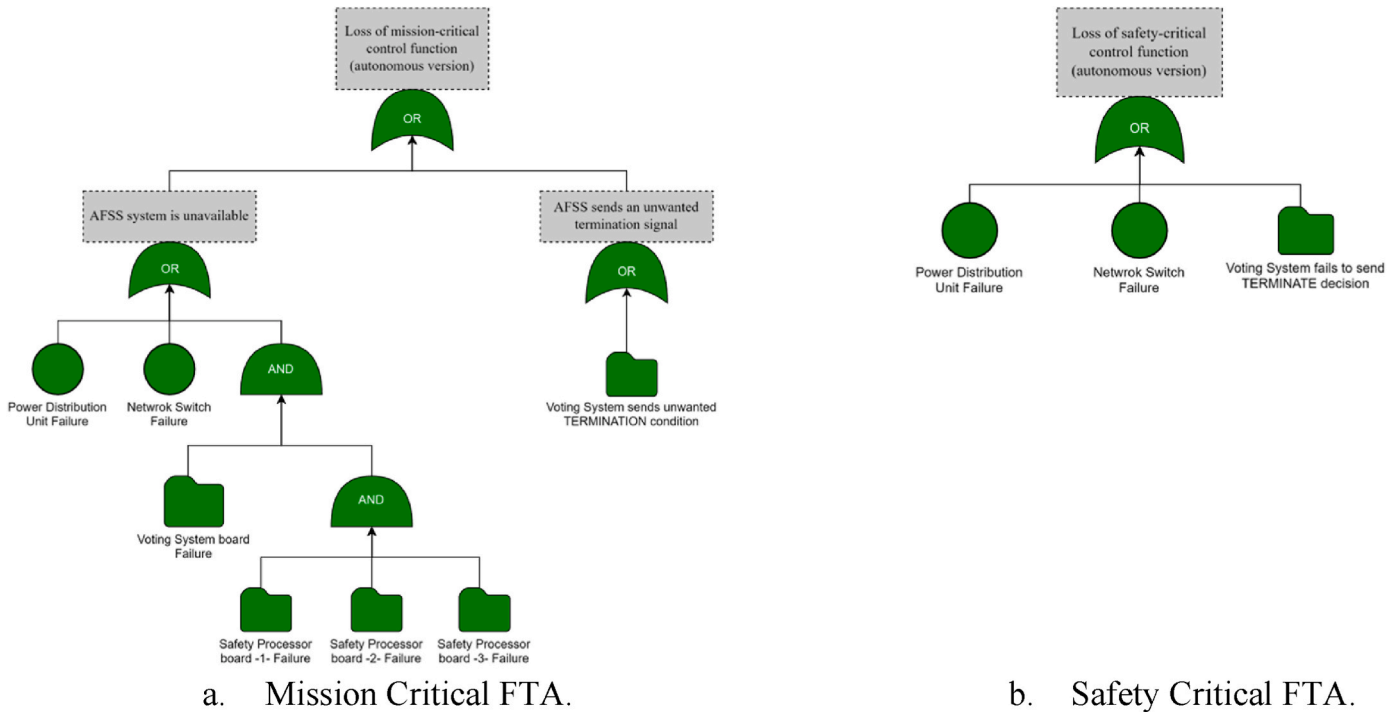 Loss of mission-critical
control function
(autonomous version)
OR
AFSS system is unavailable
OR
Power Distribution
Unit Failure
Netwrok Switch
Failure
AND
Voting System board
Failure
AND
Safety Processor
board -1- Failure
Safety Processor
board -2- Failure
Safety Processor
board -3- Failure
AFSS sends an unwanted
termination signal
OR
Voting System sends unwanted
TERMINATION condition
a. Mission Critical FTA.
Loss of safety-critical
control function
(autonomous version)
OR
Power Distribution
Unit Failure
Netwrok Switch
Failure
Voting System fails to send
TERMINATE decision
b. Safety Critical FTA.